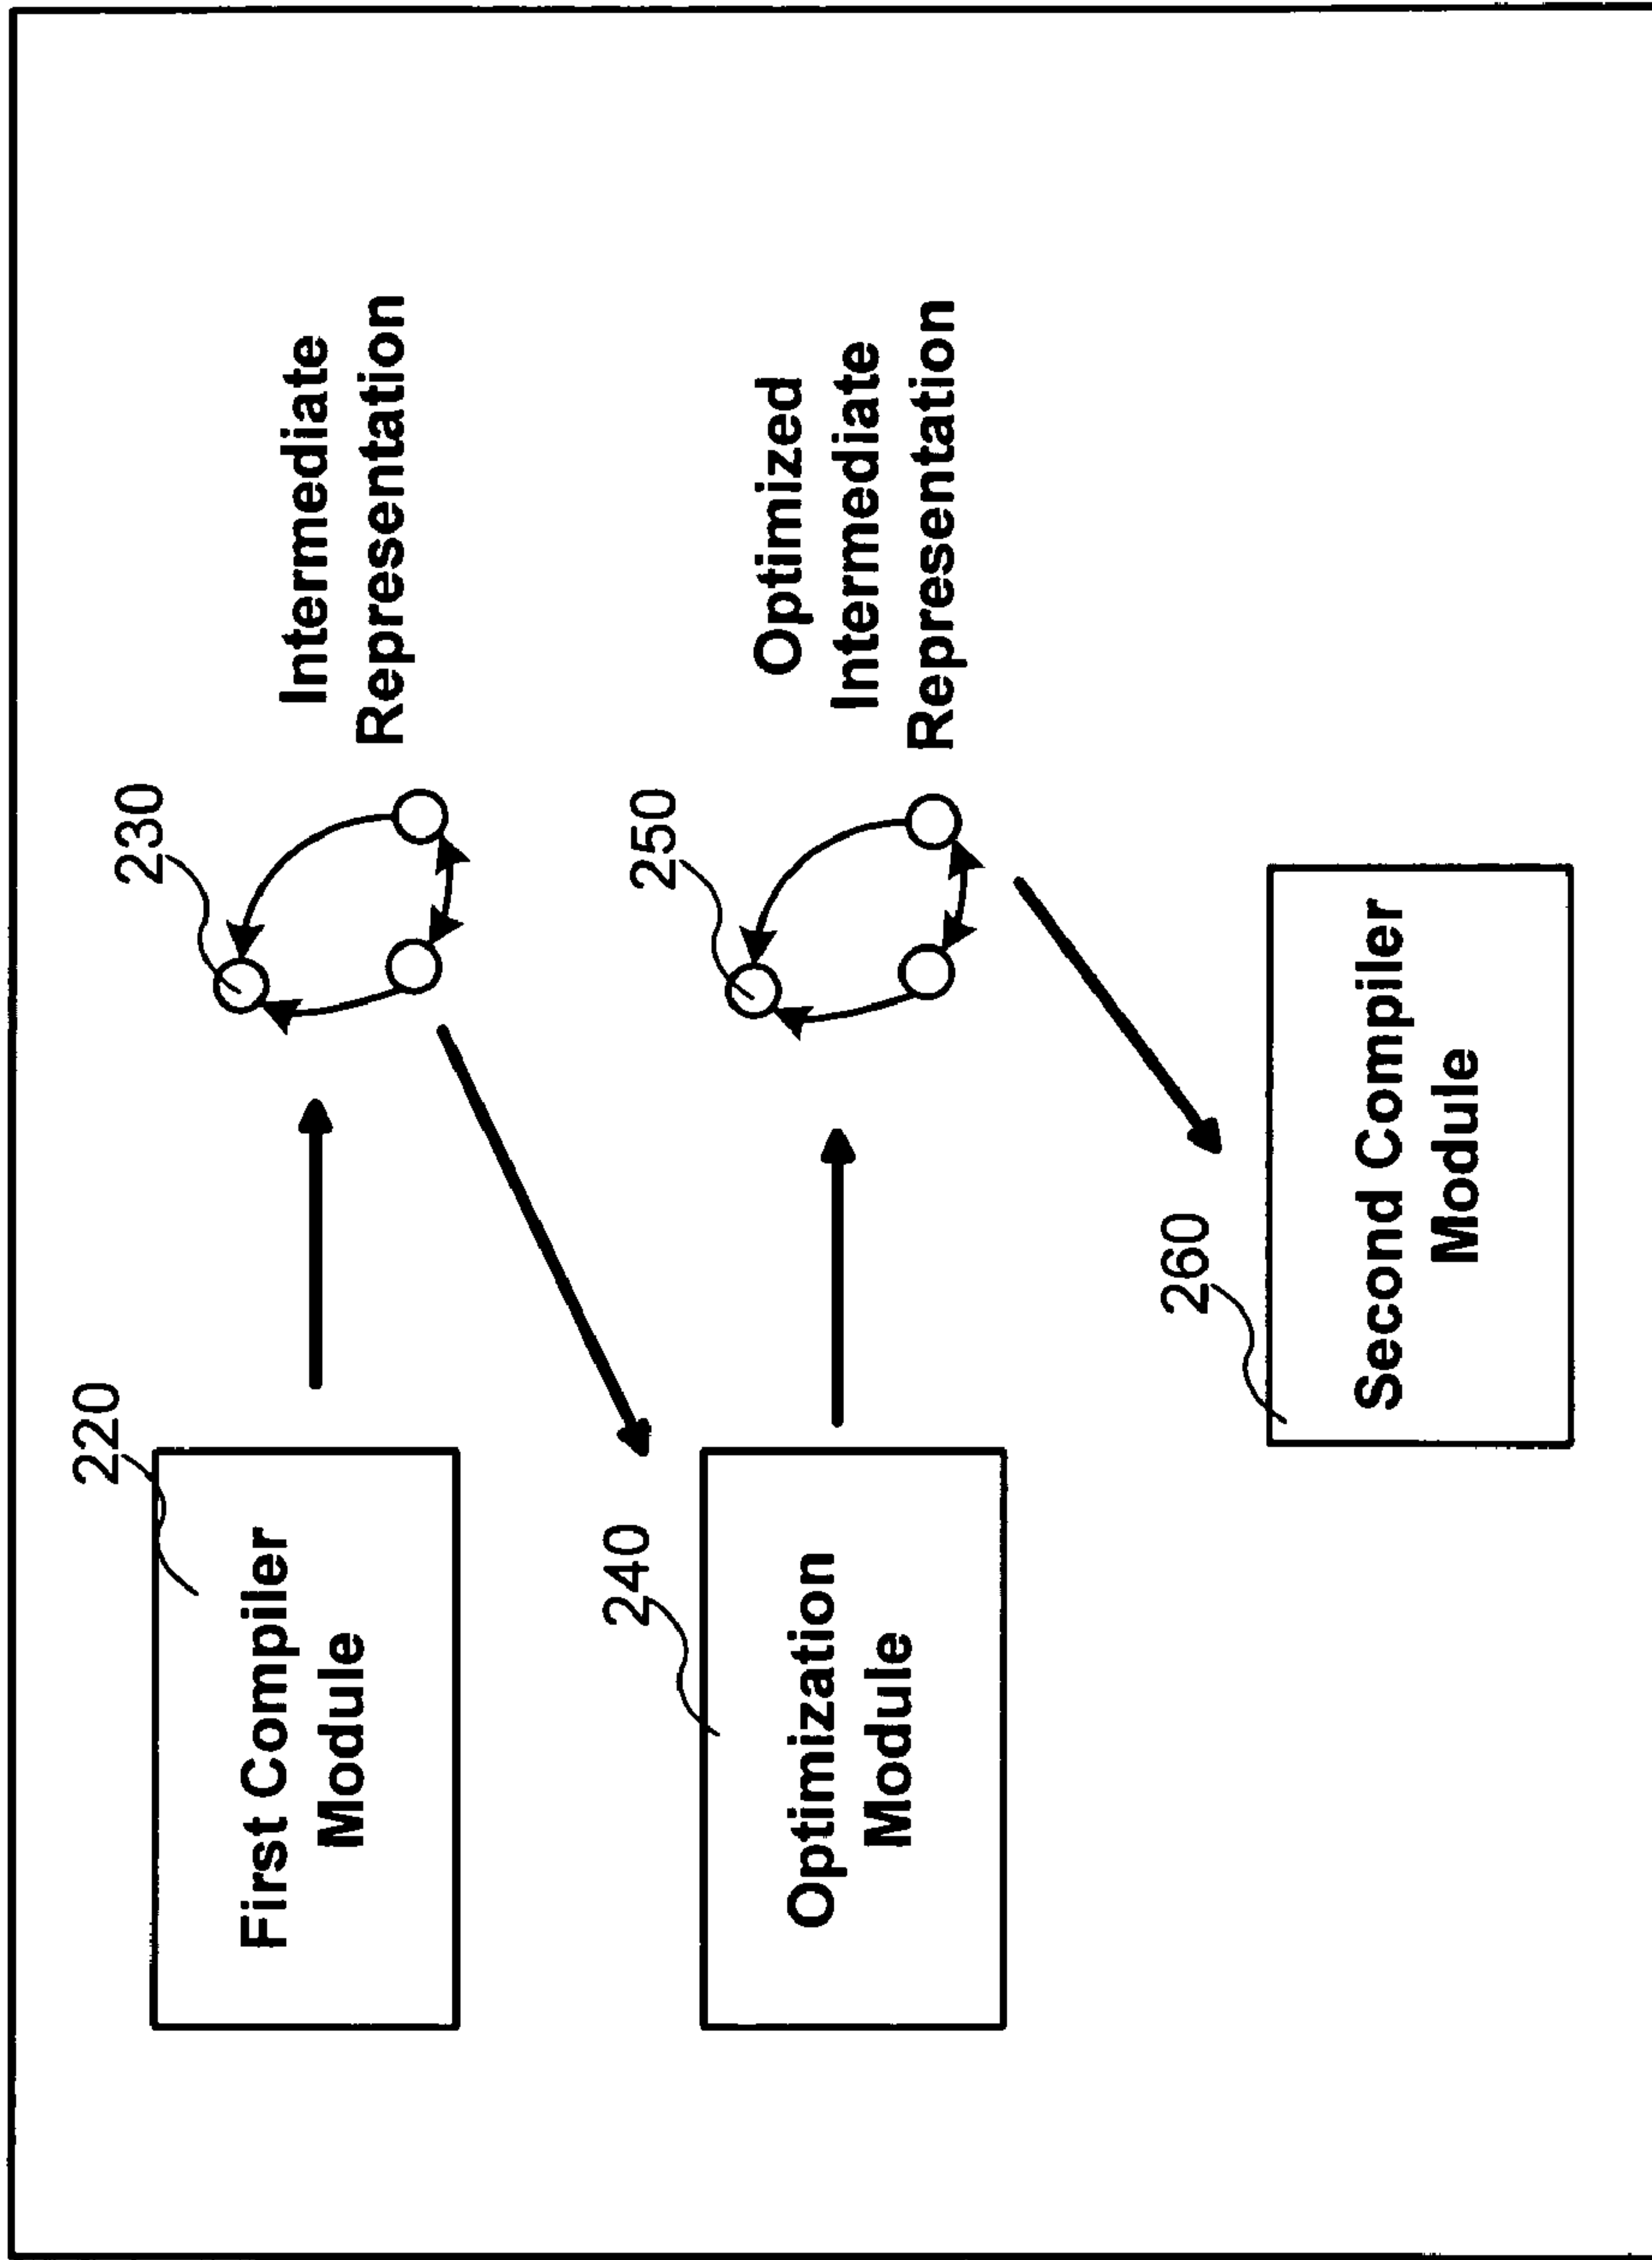 220
First Compiler
Module
230
Intermediate
Representation
240
Optimization
Module
250
Optimized
Intermediate
Representation
260
Second Compiler
Module